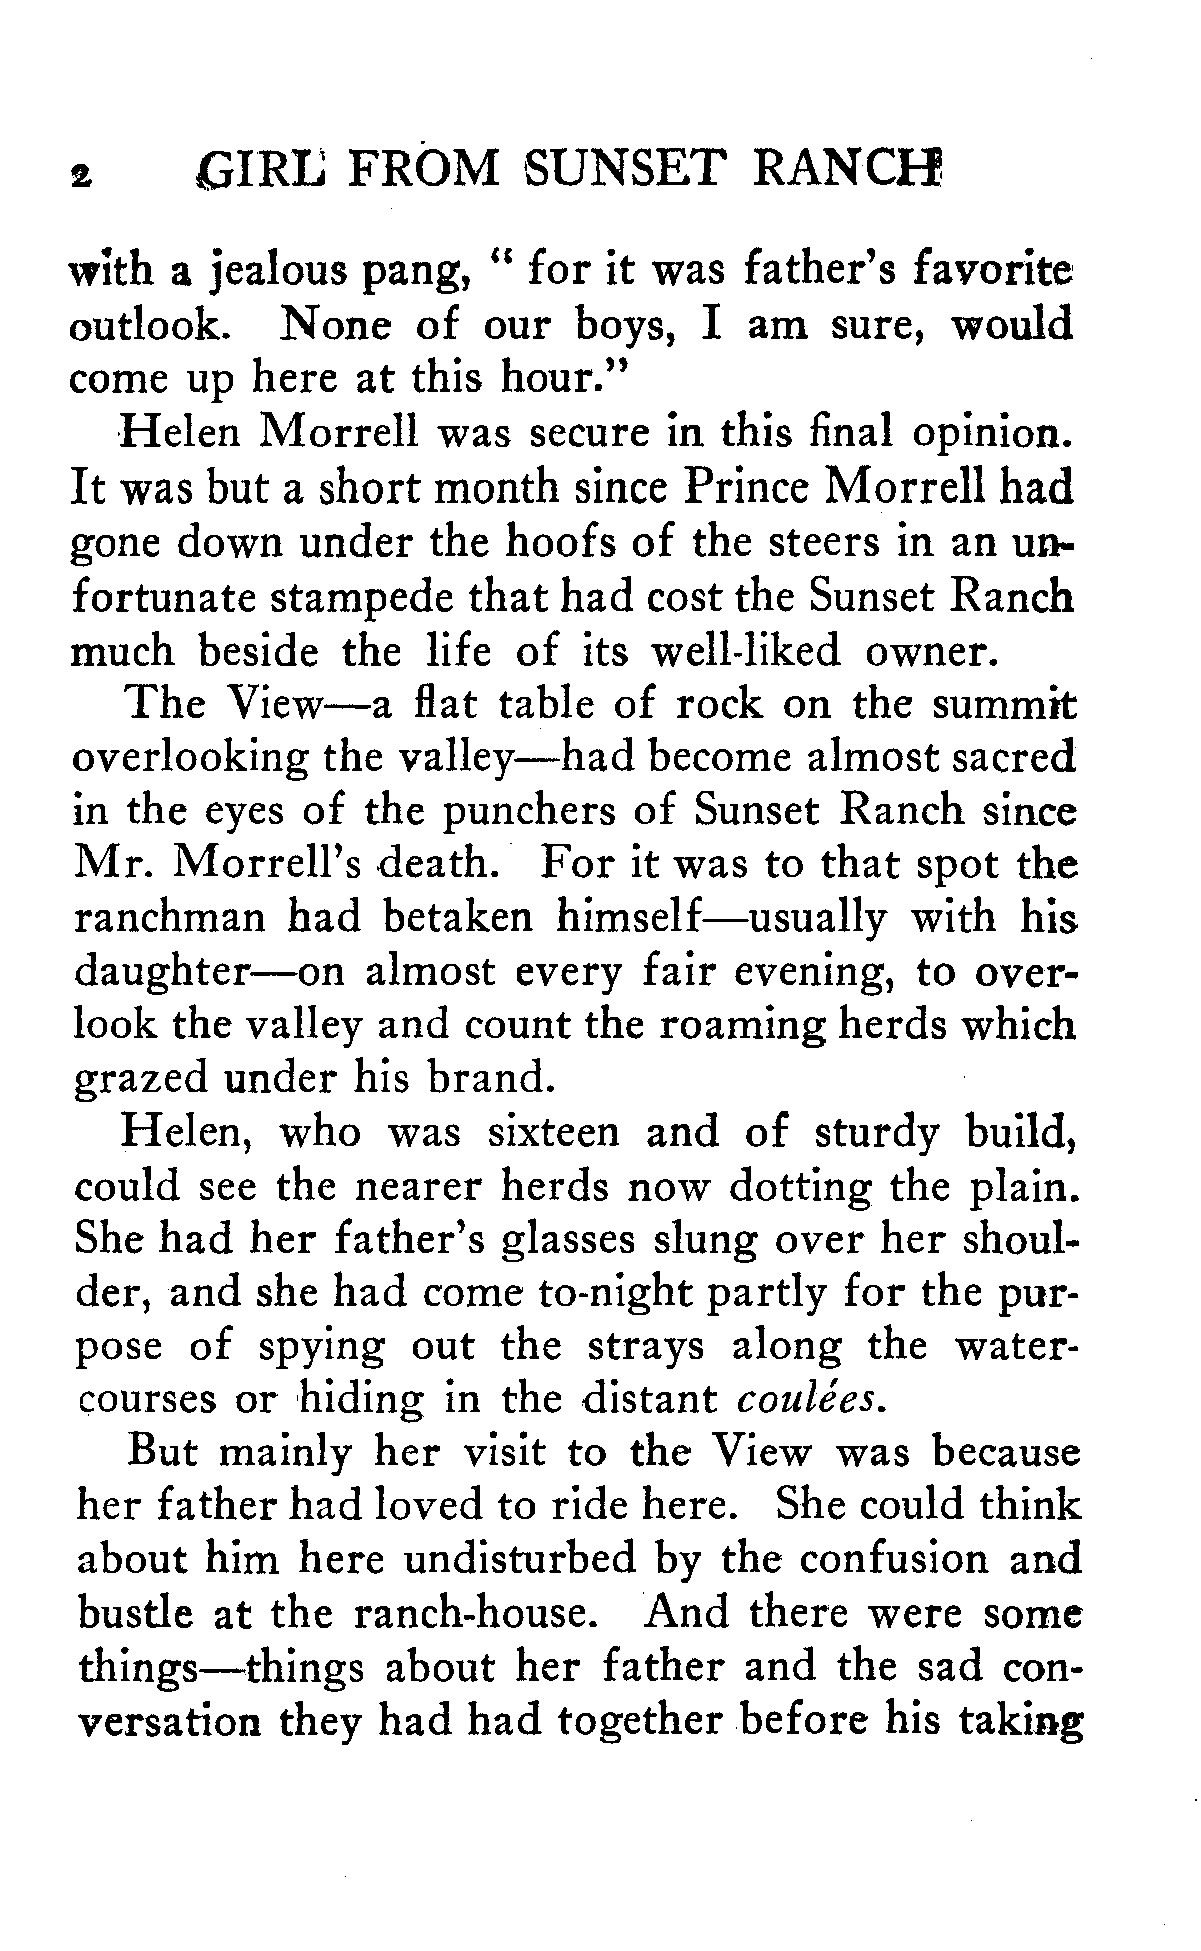 2 GIRL FROM SUNSET RANCH
with a jealous pang, “ for it was father’s favorite
outlook. None of our boys, I am sure, would
come up here at this hour.”
Helen Morrell was secure in this final opinion.
It was but a short month since Prince Morrell had
gone down under the hoofs of the steers in an un-
fortunate stampede that had cost the Sunset Ranch
much beside the life of its well-liked owner.
The View—a flat table of rock on the summit
overlooking the valley—had become almost sacred
in the eyes of the punchers of Sunset Ranch since
Mr. Morrell’s death. For it was to that spot the
ranchman had betaken himself—usually with his
daughter—on almost every fair evening, to over-
look the valley and count the roaming herds which
grazed under his brand.
Helen, who was sixteen and of sturdy build,
could see the nearer herds now dotting the plain.
She had her father’s glasses slung over her shoul-
der, and she had come to-night partly for the pur-
pose of spying out the strays along the water-
courses or hiding in the distant coulées.
But mainly her visit to the View was because
her father had loved to ride here. She could think
about him here undisturbed by the confusion and
bustle at the ranch-house. And there were some
things—things about her father and the sad con-
versation they had had together before his taking